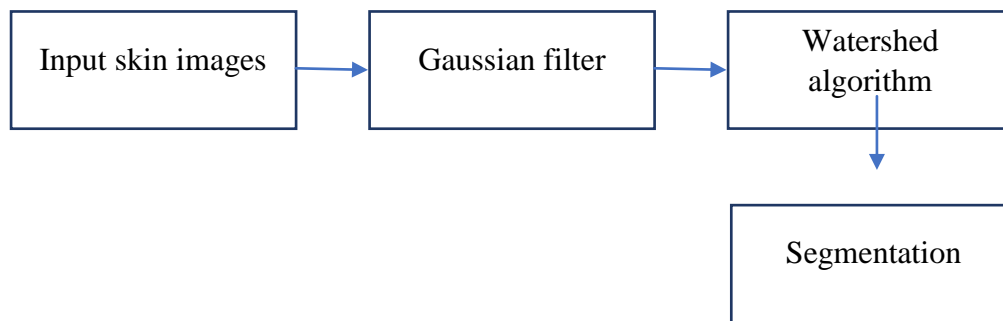 Input skin images
Gaussian filter
Watershed
algorithm
Segmentation